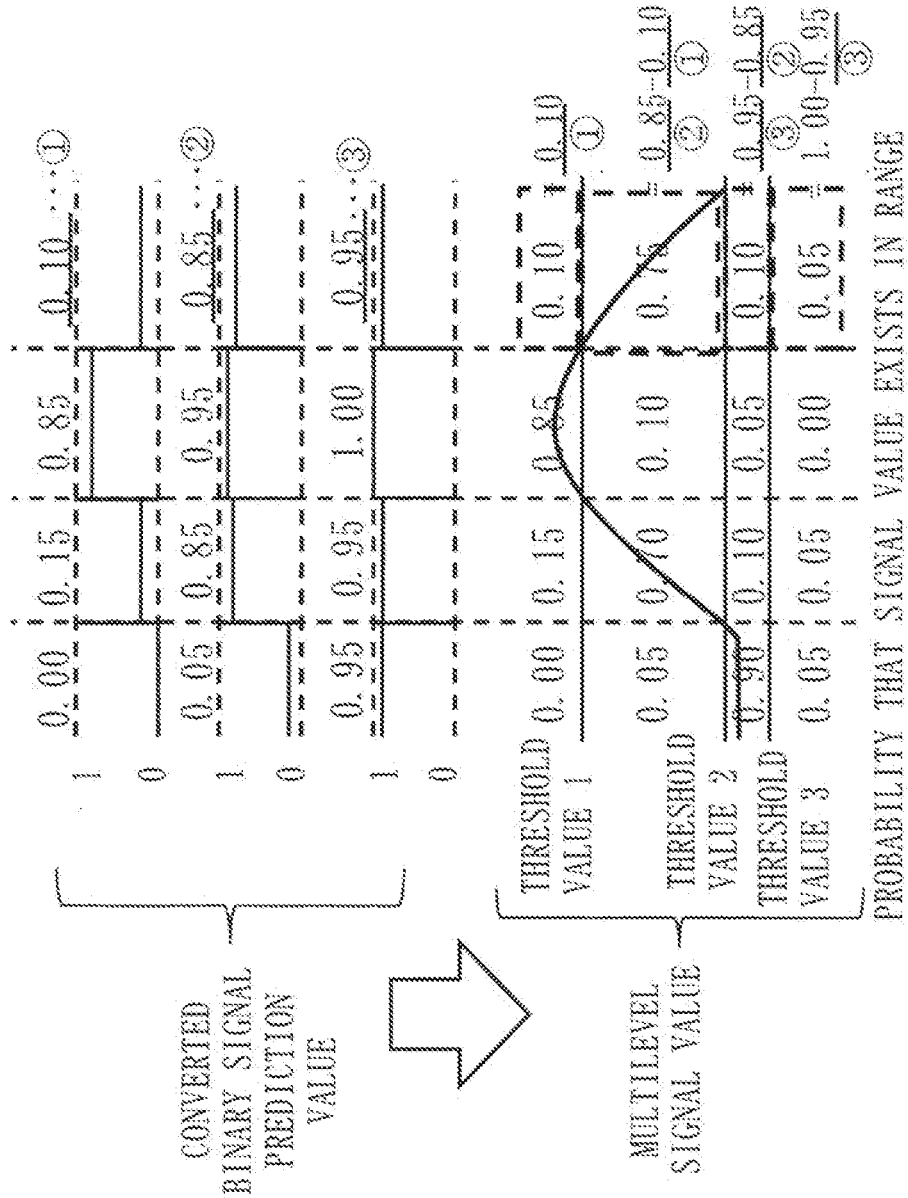 CONVERTED
BINARY SIGNAL
PREDICTION
VALUE
1
0.00 0.15 0.85 0.10 ...①
0
1
0.05 0.85 0.95 0.85 ...②
0
1
0.95 0.95 1.00 0.95...③
0
MULTILEVEL
SIGNAL VALUE
THRESHOLD
VALUE 1
THRESHOLD
VALUE 2
THRESHOLD
VALUE 3
0.00 0.15 0.85 0.10 = 0.10
①
0.05 0.70 0.10 0.75 = 0.85-0.10
② ①
0.90 0.10 0.05 0.10 = 0.95-0.85
③ ②
0.05 0.05 0.00 0.05 = 1.00-0.95
③
PROBABILITY THAT SIGNAL VALUE EXISTS IN RANGE